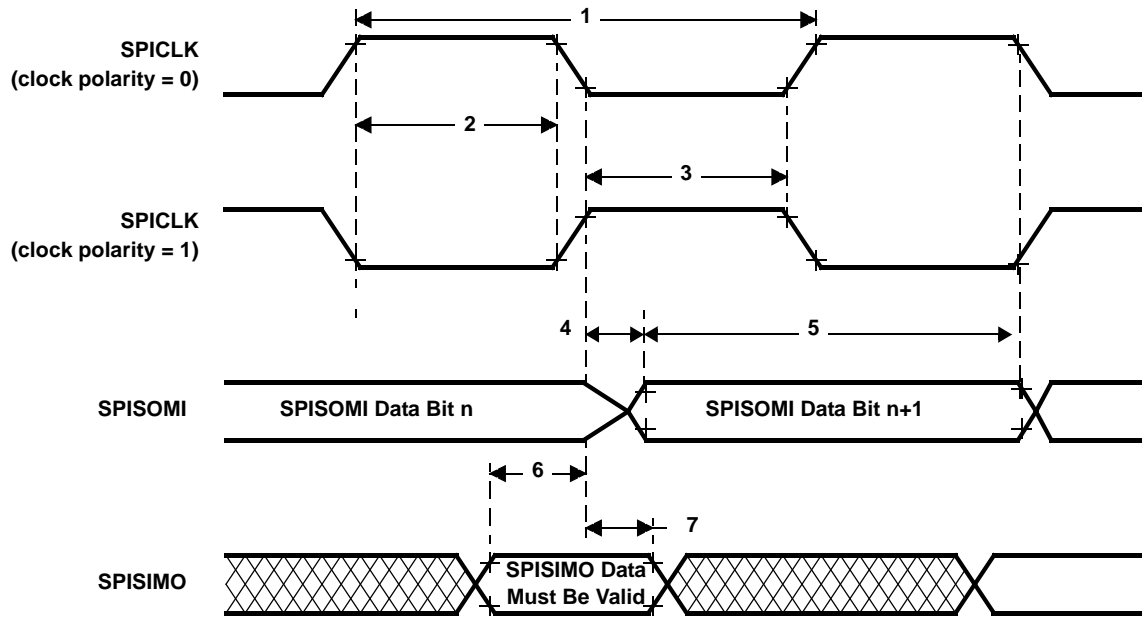 1
SPICLK
(clock polarity = 0)
2
3
SPICLK
(clock polarity = 1)
4
5
SPISOMI
SPISOMI Data Bit n
SPISOMI Data Bit n+1
6
7
SPISIMO
SPISIMO Data
Must Be Valid